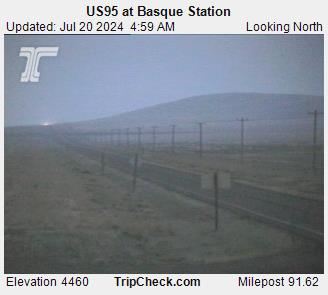 US95 at Basque Station
Updated: Jul 20 2024 4:59 AM Looking North
Elevation 4460 TripCheck.com Milepost 91.62